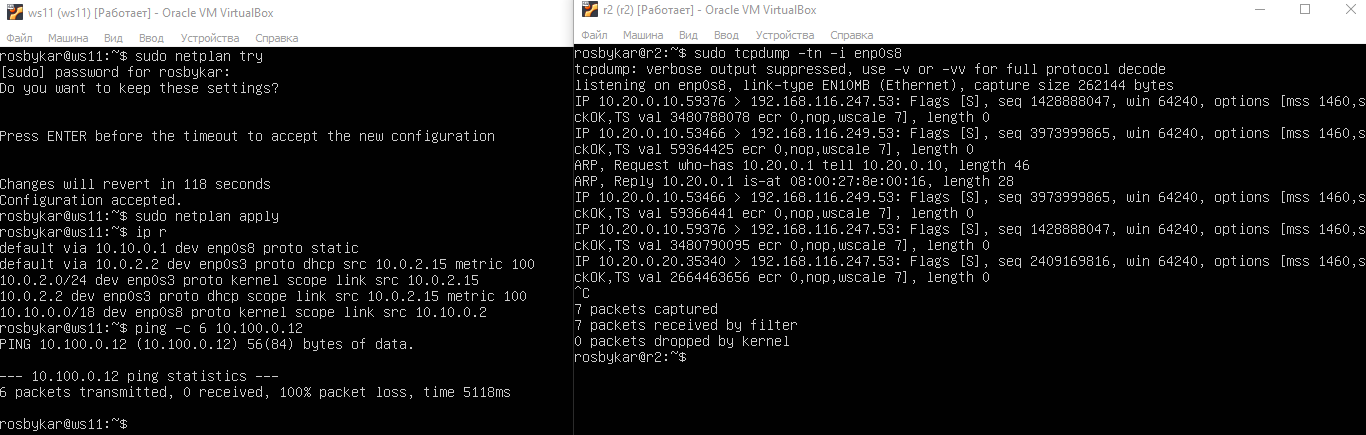 ws11 (ws11) [Работает] - Oracle VM VirtualBox
Файл Машина Вид Ввод Устройства Справка
rosbykar@ws11:~$ sudo netplan try
[sudo] password for rosbykar:
Do you want to keep these settings?
Press ENTER before the timeout to accept the new configuration
Changes will revert in 118 seconds
Configuration accepted.
rosbykar@ws11:~$ sudo netplan apply
rosbykar@ws11:~$ ip r
default via 10.10.0.1 dev enp0s8 proto static
default via 10.0.2.2 dev enp0s3 proto dhcp src 10.0.2.15 metric 100
10.0.2.0/24 dev enp0s3 proto kernel scope link src 10.0.2.15
10.0.2.2 dev enp0s3 proto dhcp scope link src 10.0.2.15 metric 100
10.10.0.0/18 dev enp0s8 proto kernel scope link src 10.10.0.2
rosbykar@ws11:~$ ping -c 6 10.100.0.12
PING 10.100.0.12 (10.100.0.12) 56(84) bytes of data.
--- 10.100.0.12 ping statistics ---
6 packets transmitted, 0 received, 100% packet loss, time 5118ms
rosbykar@ws11:~$
r2 (r2) [Работает] - Oracle VM VirtualBox
Файл Машина Вид Ввод Устройства Справка
rosbykar@r2:~$ sudo tcpdump -tn -i enp0s8
tcpdump: verbose output suppressed, use -v or -vv for full protocol decode
listening on enp0s8, link-type EN10MB (Ethernet), capture size 262144 bytes
IP 10.20.0.10.59376 > 192.168.116.247.53: Flags [S], seq 1428888047, win 64240, options [mss 1460,s
ckOK,TS val 3480788078 ecr 0,nop,wscale 7], length 0
IP 10.20.0.10.53466 > 192.168.116.249.53: Flags [S], seq 3973999865, win 64240, options [mss 1460,s
ckOK,TS val 59364425 ecr 0,nop,wscale 7], length 0
ARP, Request who-has 10.20.0.1 tell 10.20.0.10, length 46
ARP, Reply 10.20.0.1 is-at 08:00:27:8e:00:16, length 28
IP 10.20.0.10.53466 > 192.168.116.249.53: Flags [S], seq 3973999865, win 64240, options [mss 1460,s
ckOK,TS val 59366441 ecr 0,nop,wscale 7], length 0
IP 10.20.0.10.59376 > 192.168.116.247.53: Flags [S], seq 1428888047, win 64240, options [mss 1460,s
ckOK,TS val 3480790095 ecr 0,nop,wscale 7], length 0
IP 10.20.0.20.35340 > 192.168.116.247.53: Flags [S], seq 2409169816, win 64240, options [mss 1460,s
ckOK,TS val 2664463656 ecr 0,nop,wscale 7], length 0
^C
7 packets captured
7 packets received by filter
0 packets dropped by kernel
rosbykar@r2:~$